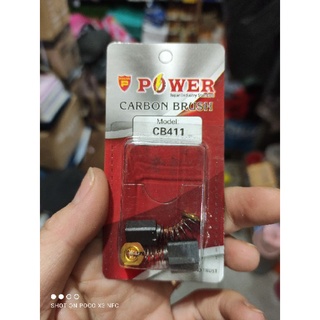 POWER
CARBON BRUSH
Model:
CB411
SHOT ON POCO X3 NFC